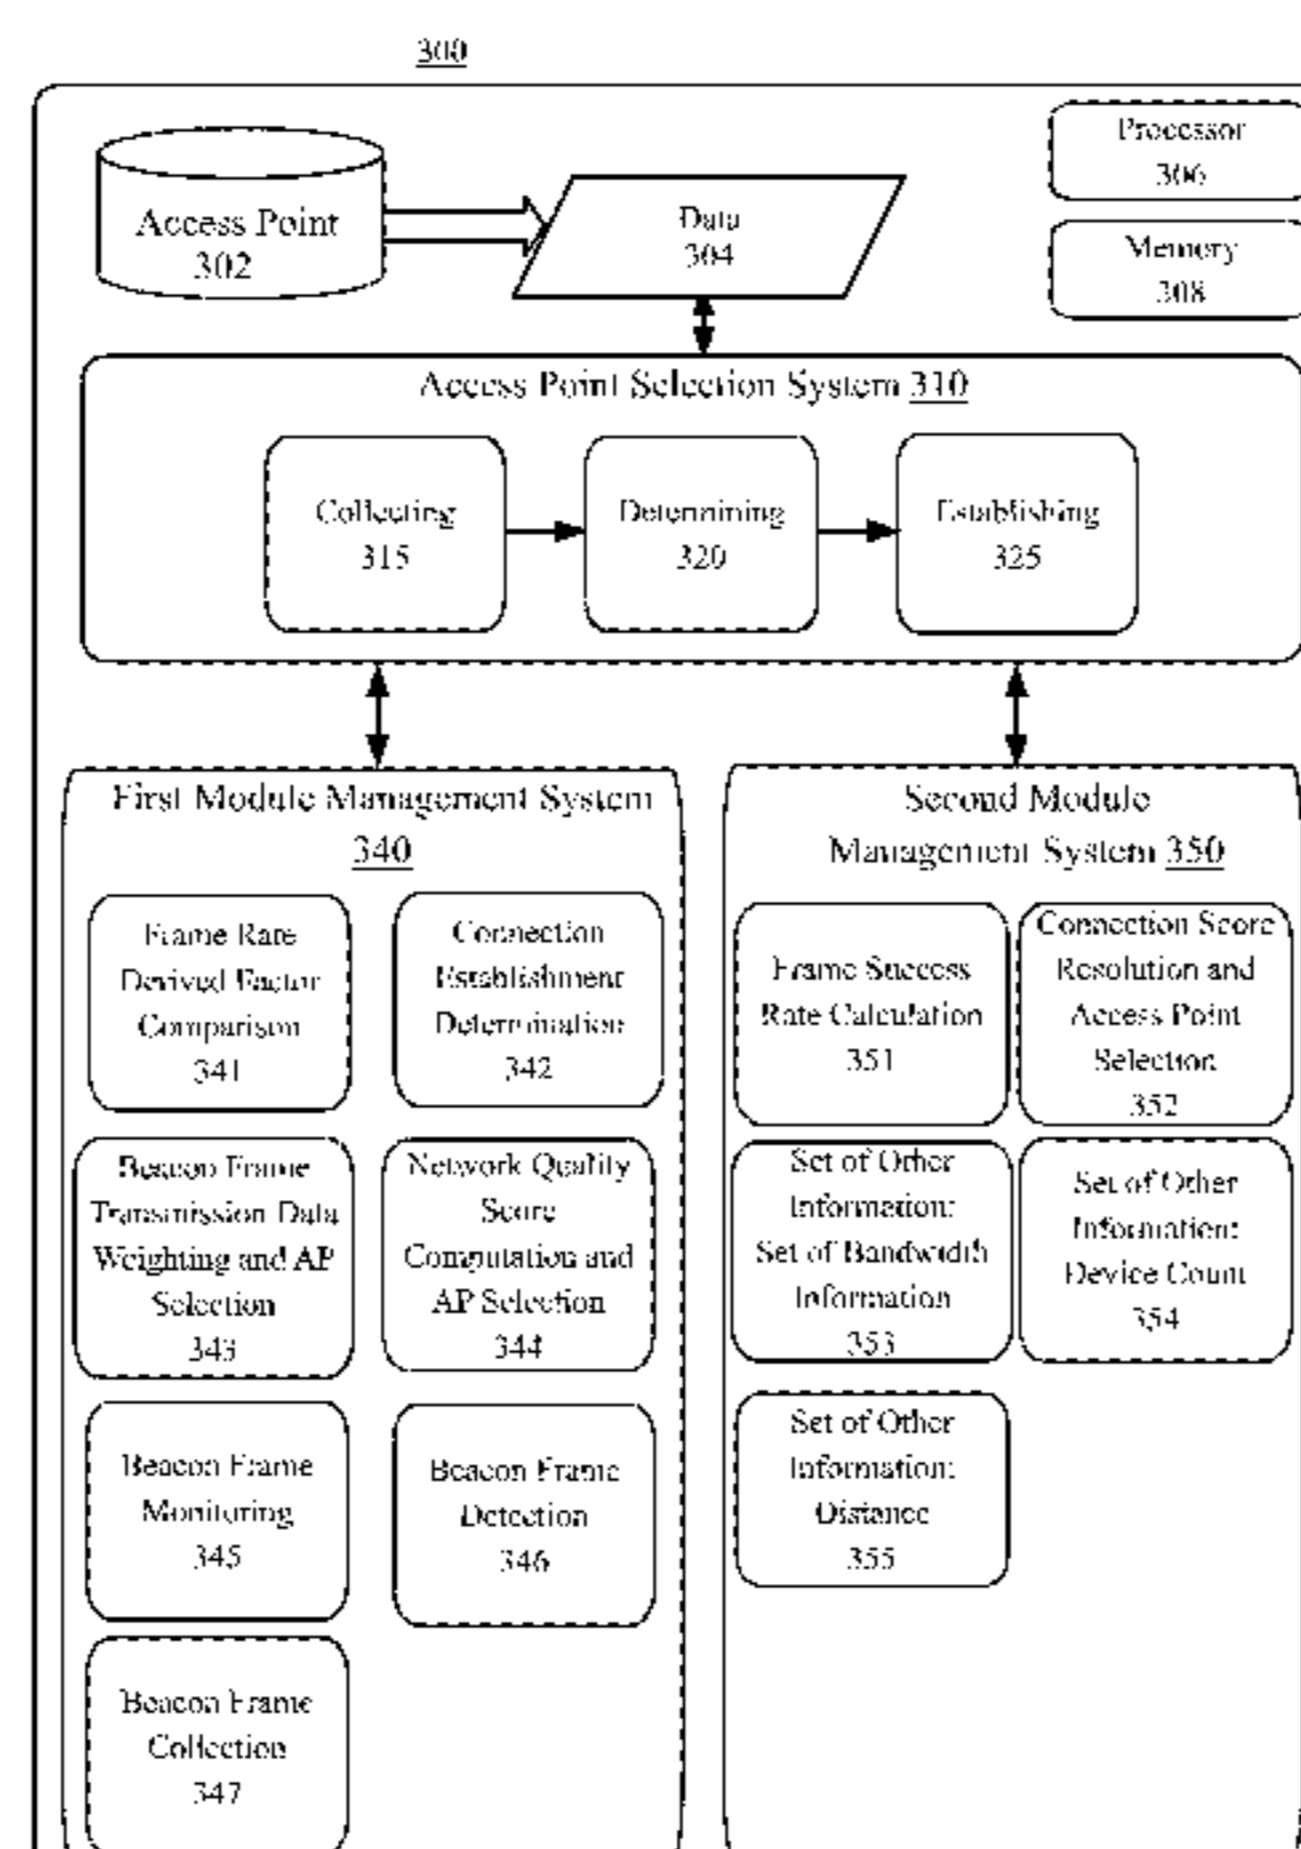 300
Access Point
302
Data
304
Processor
306
Memory
308
Access Point Selection System 310
Collecting
315
Determining
320
Establishing
325
First Module Management System
340
Frame Rate
Derived Factor
Comparison
341
Connection
Establishment
Determination
342
Beacon Frame
Transmission Data
Weighting and AP
Selection
343
Network Quality
Score
Computation and
AP Selection
344
Beacon Frame
Monitoring
345
Beacon Frame
Detection
346
Beacon Frame
Collection
347
Second Module
Management System 350
Frame Success
Rate Calculation
351
Connection Score
Resolution and
Access Point
Selection
352
Set of Other
Information:
Set of Bandwidth
Information
353
Set of Other
Information:
Device Count
354
Set of Other
Information:
Distance
355